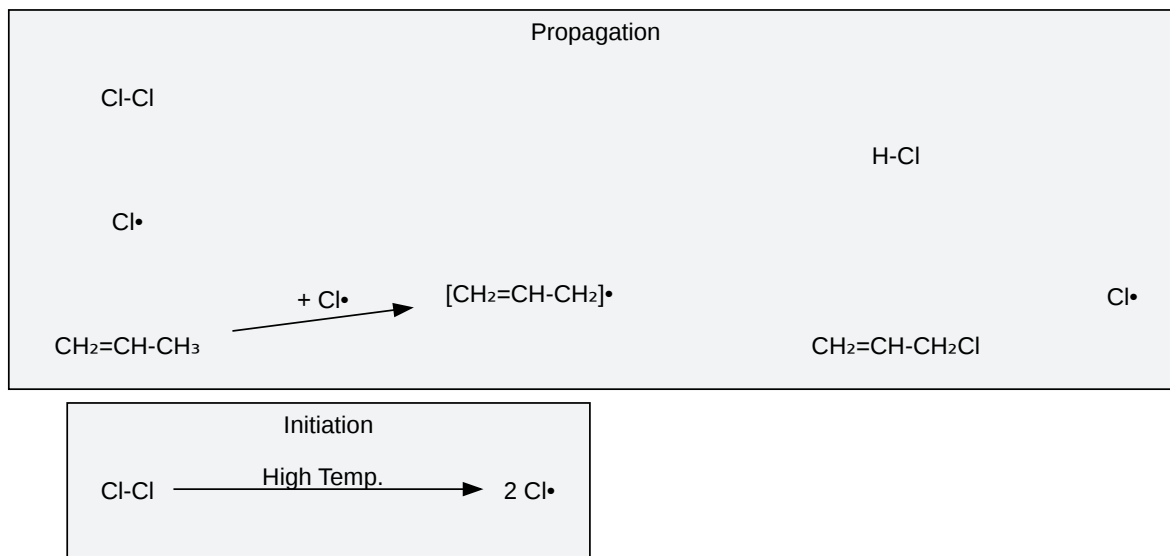 Propagation
Cl-Cl
H-Cl
Cl•
+ Cl•
[CH₂=CH-CH₂]•
Cl•
CH₂=CH-CH₃
CH₂=CH-CH₂Cl
Initiation
High Temp.
Cl-Cl
2 Cl•